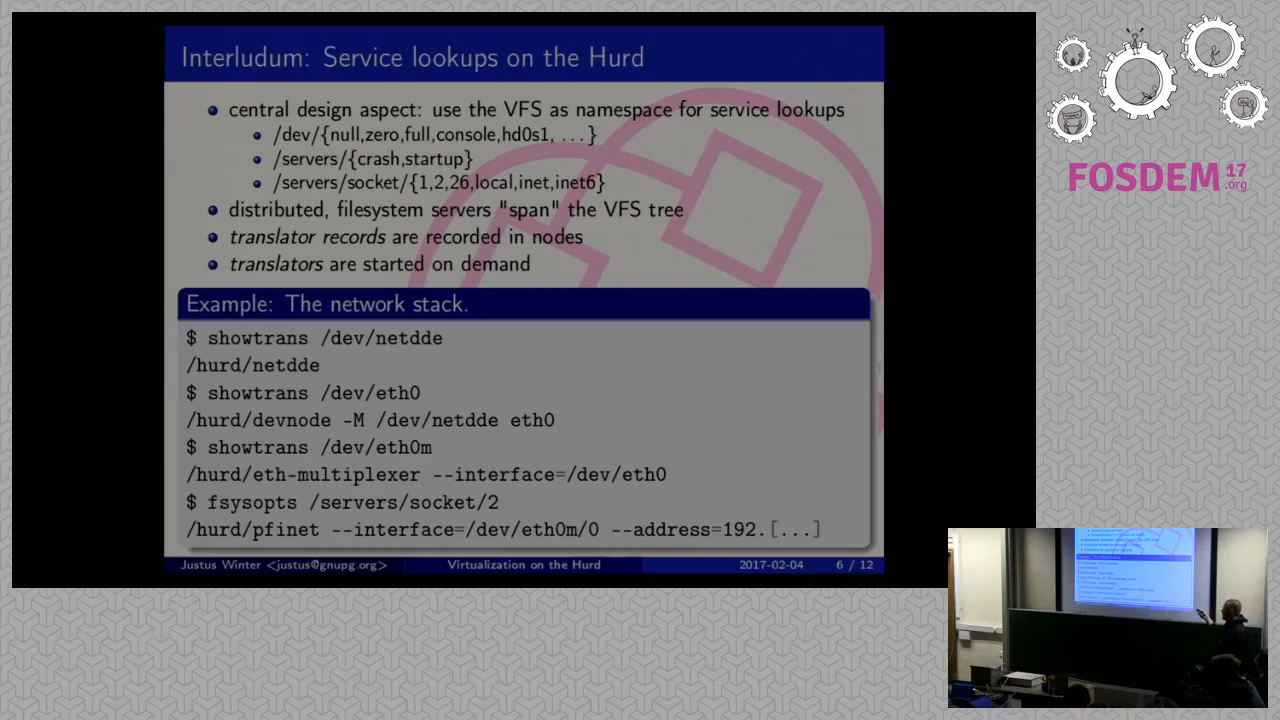 Interludum: Service lookups on the Hurd
central design aspect: use the VFS as namespace for service lookups
/dev/{null,zero,full,console,hd0s1, ...}
/servers/{crash,startup}
/servers/socket/{1,2,26,local,inet,inet6}
distributed, filesystem servers "span" the VFS tree
translator records are recorded in nodes
translators are started on demand
Example: The network stack.
$ showtrans /dev/netdde
/hurd/netdde
$ showtrans /dev/eth0
/hurd/devnode -M /dev/netdde eth0
$ showtrans /dev/eth0m
/hurd/eth-multiplexer --interface=/dev/eth0
$ fsysopts /servers/socket/2
/hurd/pfinet --interface=/dev/eth0m/0 --address=192.[...]
Justus Winter <justus@gnupg.org> Virtualization on the Hurd 2017-02-04 6 / 12
FOSDEM 17 .org